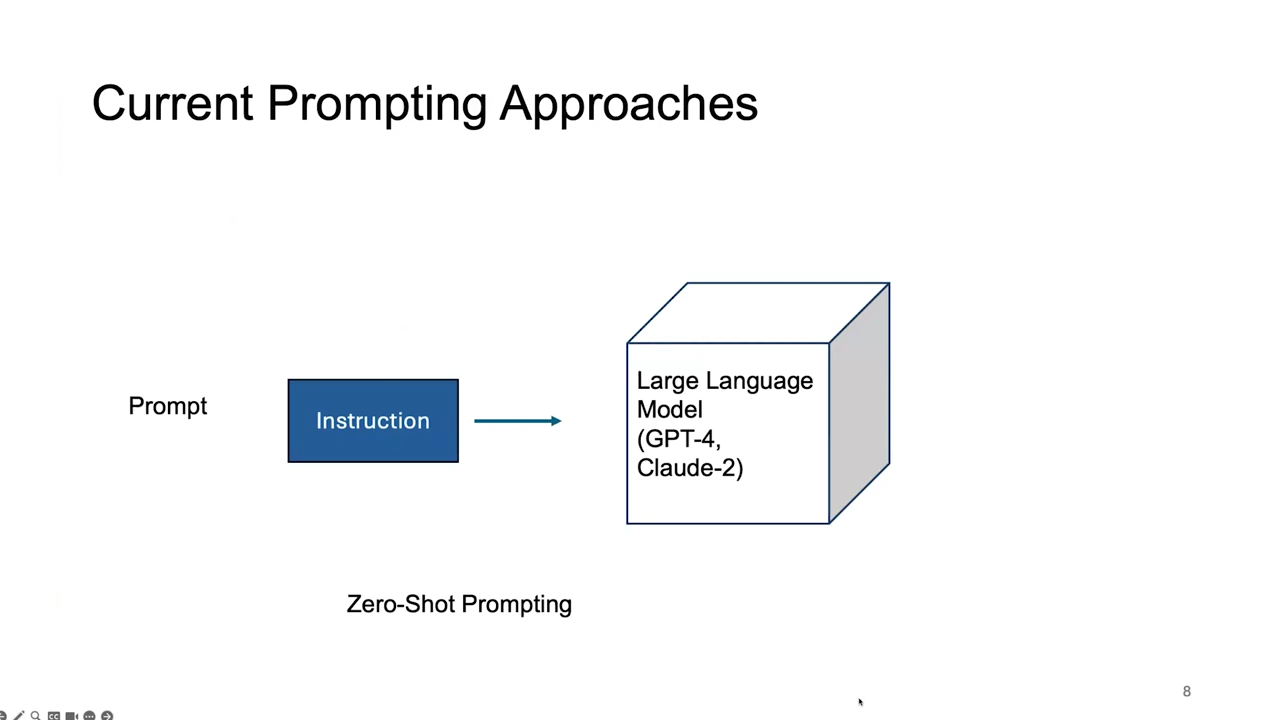 Current Prompting Approaches
Prompt
Instruction
Large Language
Model
(GPT-4,
Claude-2)
Zero-Shot Prompting
8